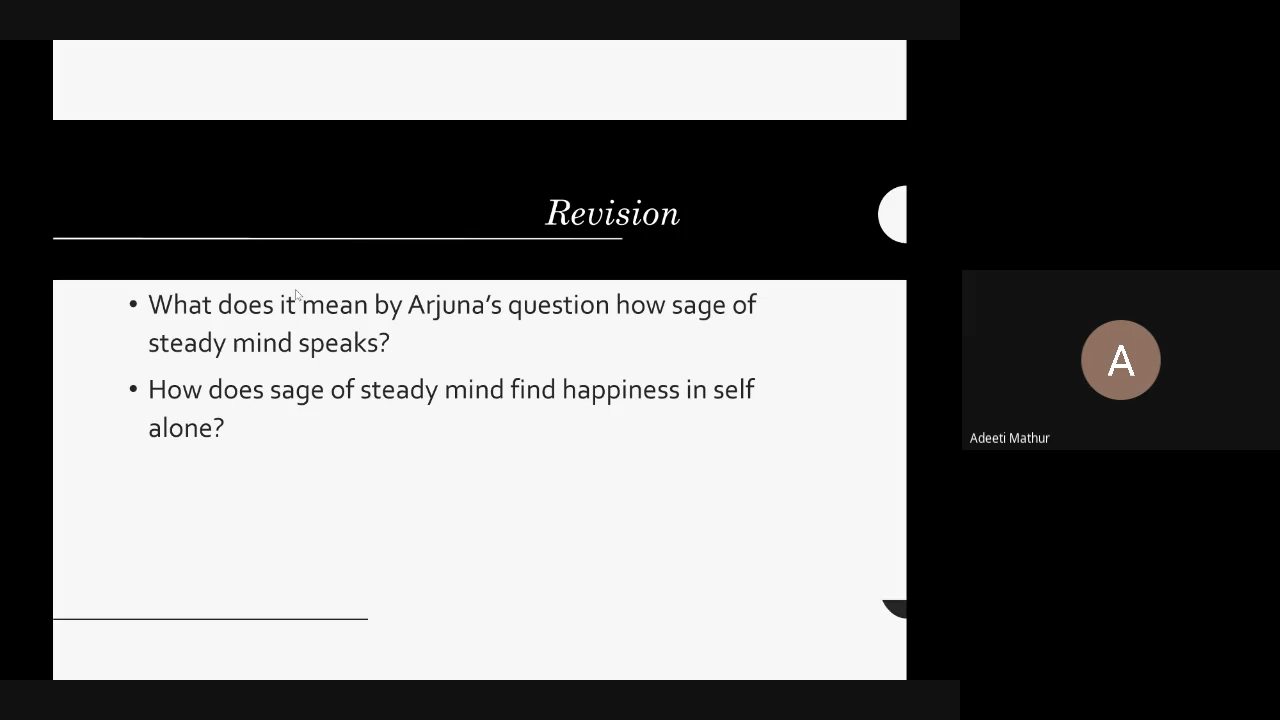 Revision
• What does it mean by Arjuna’s question how sage of
steady mind speaks?
• How does sage of steady mind find happiness in self
alone?
A
Adeeti Mathur